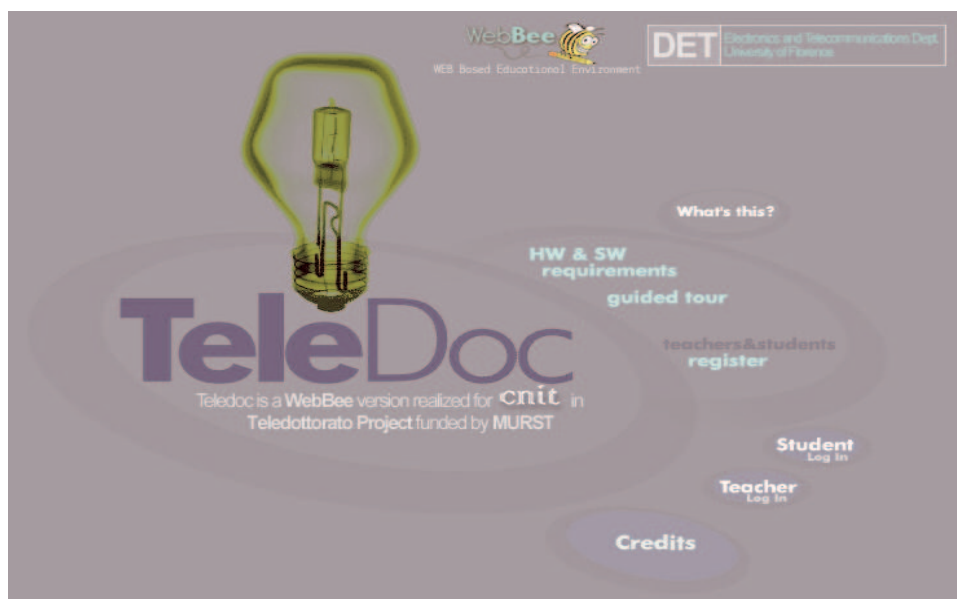 WebBee
WEB Based Educational Environment
DET
Electronics and Telecommunications Dept.
University of Florence
What's this?
HW & SW
requirements
guided tour
teachers&students
register
TeleDoc
Teledoc is a WebBee version realized for cnit in
Teledottorato Project funded by MURST
Student
Log In
Teacher
Log In
Credits